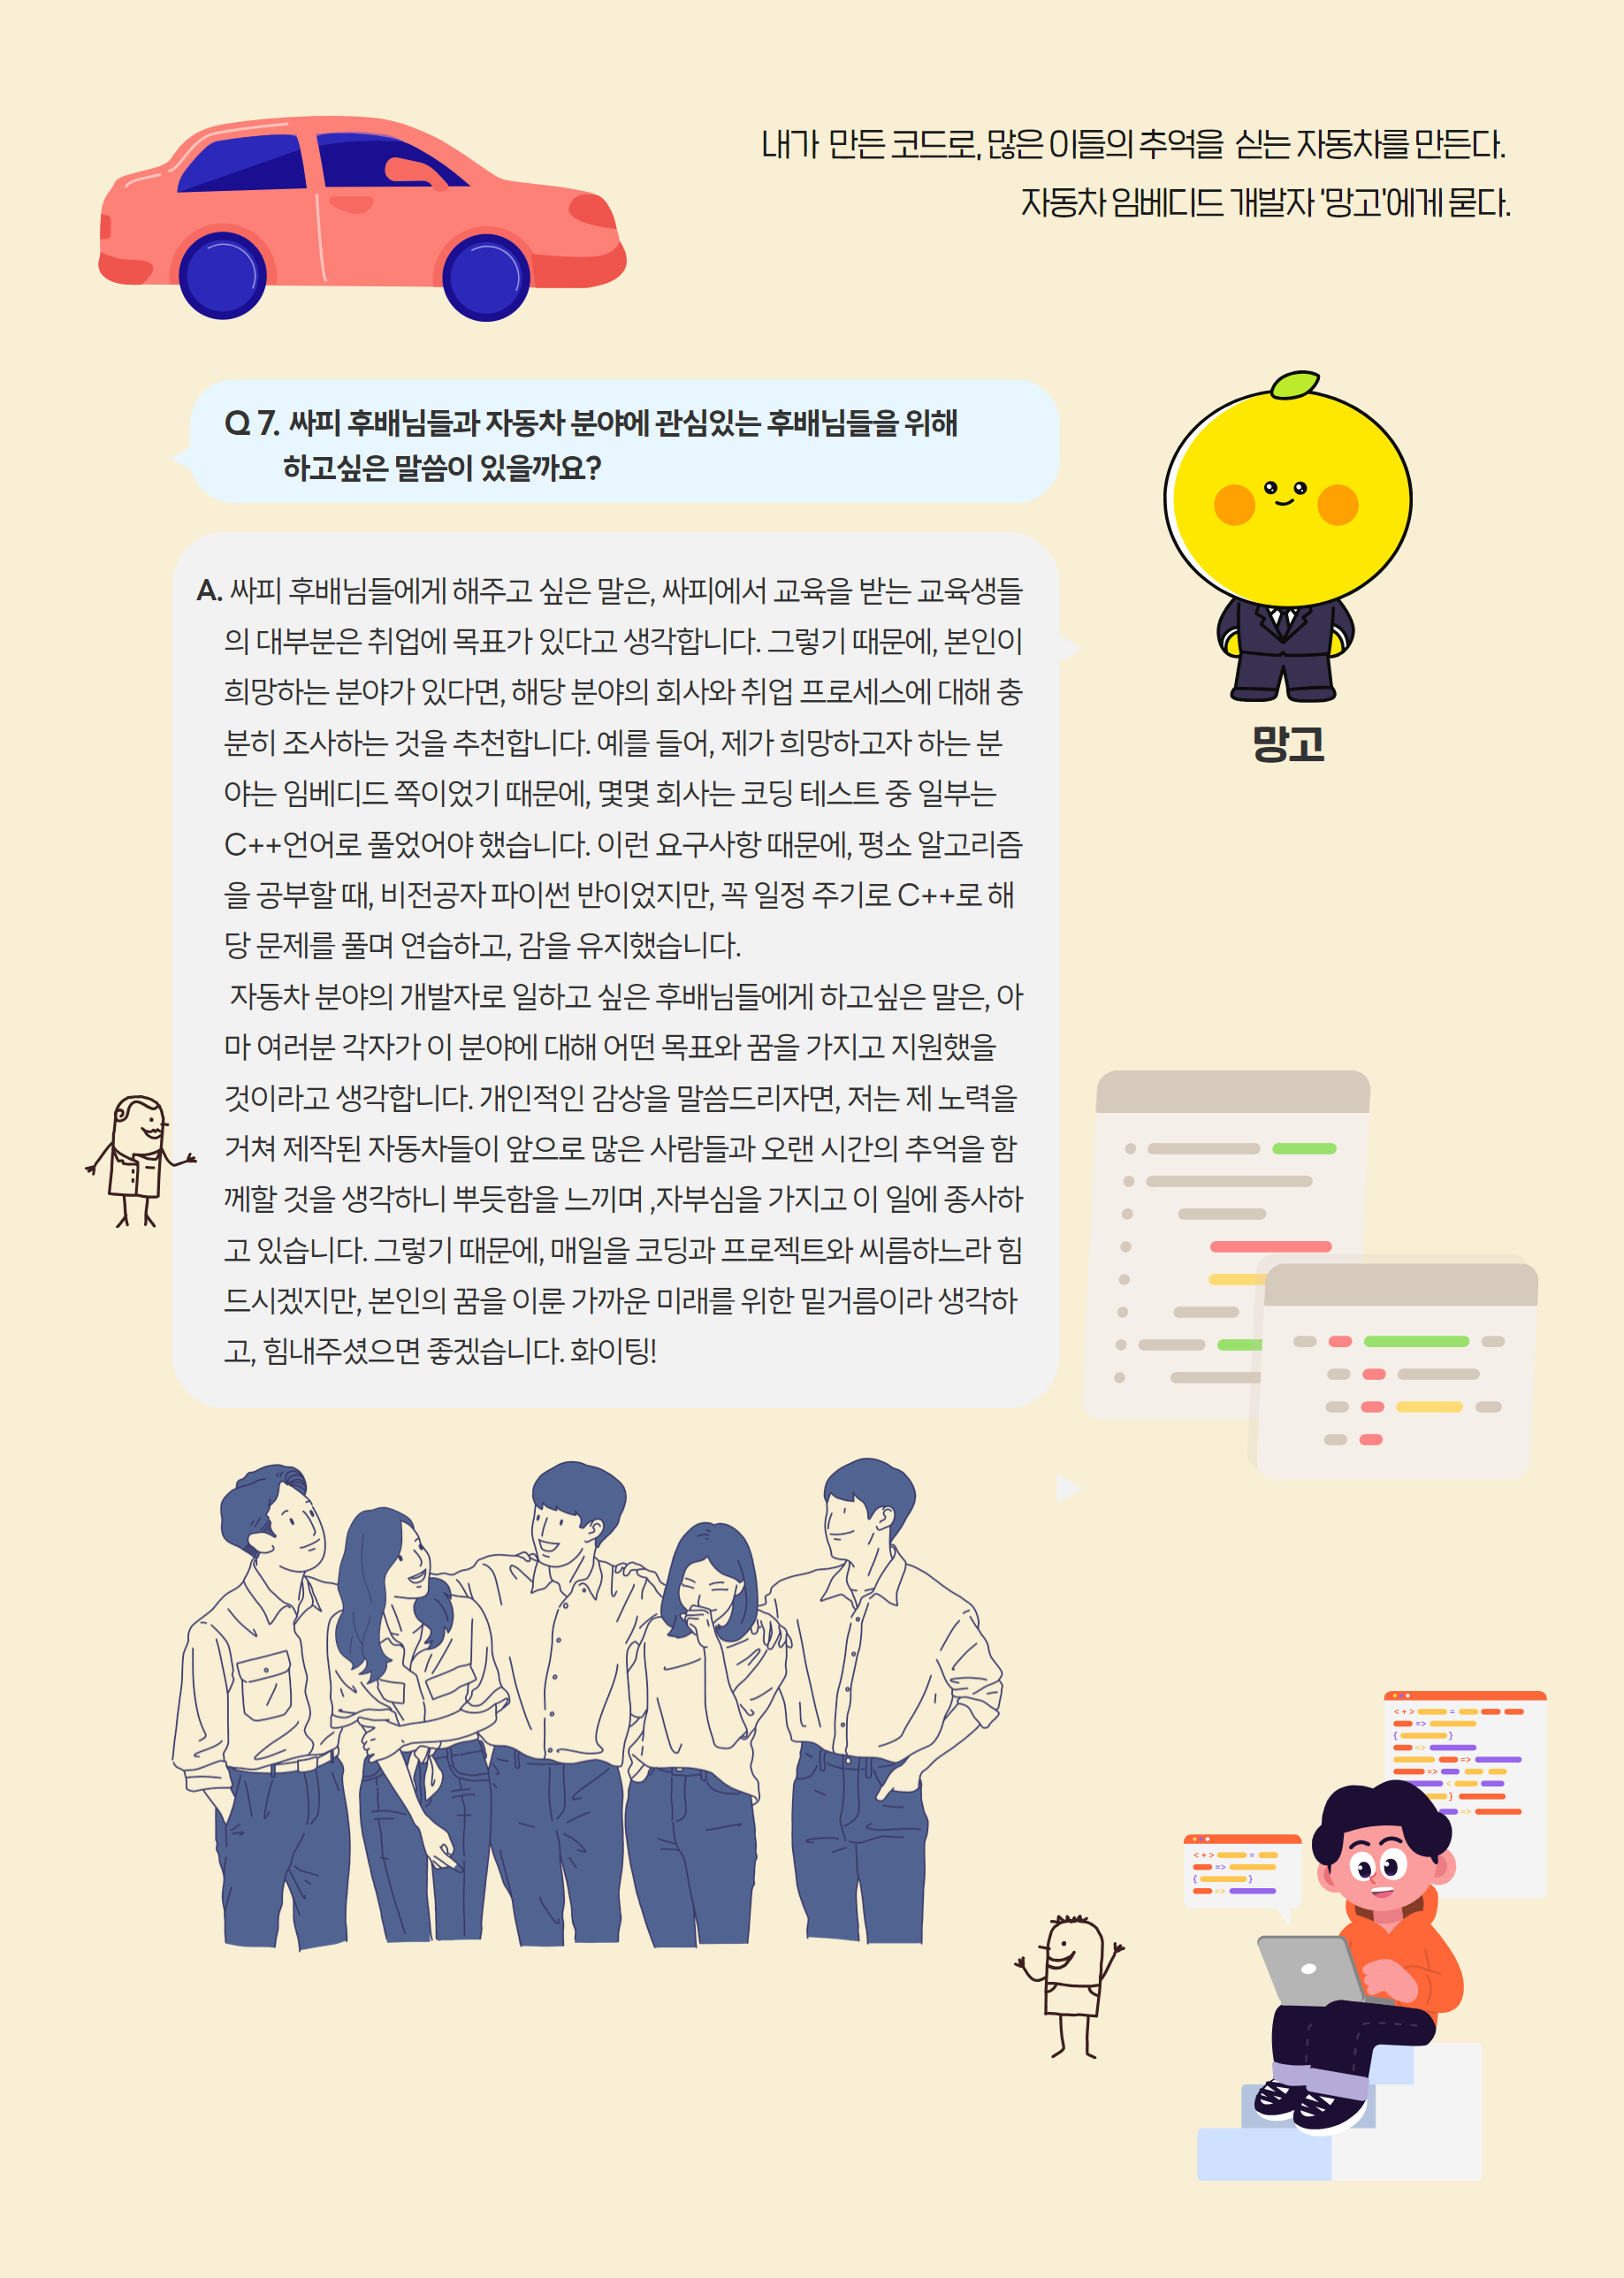 내가 만든 코드로, 많은 이들의 추억을 싣는 자동차를 만든다.
자동차 임베디드 개발자 '망고'에게 묻다.
Q 7. 싸피 후배님들과 자동차 분야에 관심있는 후배님들을 위해
하고싶은 말씀이 있을까요?
A. 싸피 후배님들에게 해주고 싶은 말은, 싸피에서 교육을 받는 교육생들
의 대부분은 취업에 목표가 있다고 생각합니다. 그렇기 때문에, 본인이
희망하는 분야가 있다면, 해당 분야의 회사와 취업 프로세스에 대해 충
분히 조사하는 것을 추천합니다. 예를 들어, 제가 희망하고자 하는 분
야는 임베디드 쪽이었기 때문에, 몇몇 회사는 코딩 테스트 중 일부는
C++언어로 풀었어야 했습니다. 이런 요구사항 때문에, 평소 알고리즘
을 공부할 때, 비전공자 파이썬 반이었지만, 꼭 일정 주기로 C++로 해
당 문제를 풀며 연습하고, 감을 유지했습니다.
자동차 분야의 개발자로 일하고 싶은 후배님들에게 하고싶은 말은, 아
마 여러분 각자가 이 분야에 대해 어떤 목표와 꿈을 가지고 지원했을
것이라고 생각합니다. 개인적인 감상을 말씀드리자면, 저는 제 노력을
거쳐 제작된 자동차들이 앞으로 많은 사람들과 오랜 시간의 추억을 함
께할 것을 생각하니 뿌듯함을 느끼며 ,자부심을 가지고 이 일에 종사하
고 있습니다. 그렇기 때문에, 매일을 코딩과 프로젝트와 씨름하느라 힘
드시겠지만, 본인의 꿈을 이룬 가까운 미래를 위한 밑거름이라 생각하
고, 힘내주셨으면 좋겠습니다. 화이팅!
망고